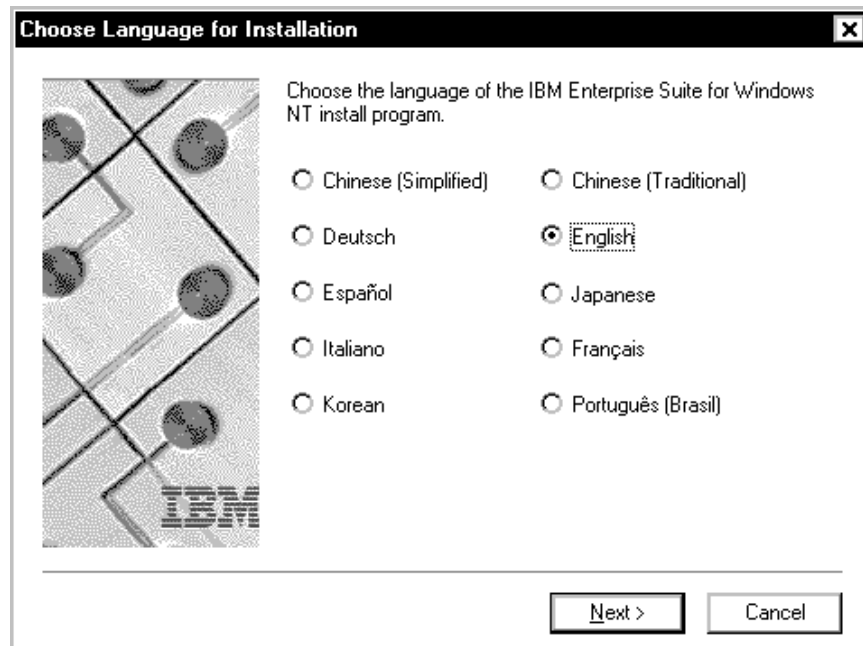 Choose Language for Installation
Choose the language of the IBM Enterprise Suite for Windows
NT install program.
Chinese (Simplified)
Chinese (Traditional)
Deutsch
English
Español
Japanese
Italiano
Français
Korean
Português (Brasil)
IBM
Next >
Cancel